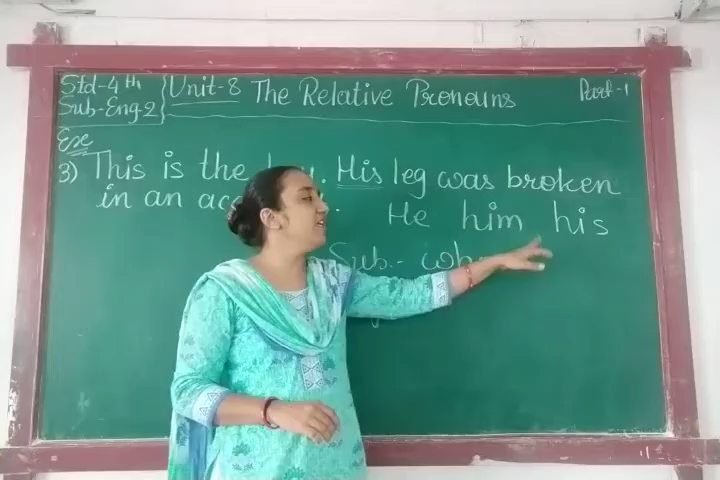 Std-4th
Sub-Eng-2
Unit-8 The Relative Pronouns
Part-1
Ex
3) This is the His leg was broken
in an
He him his
Sub.-